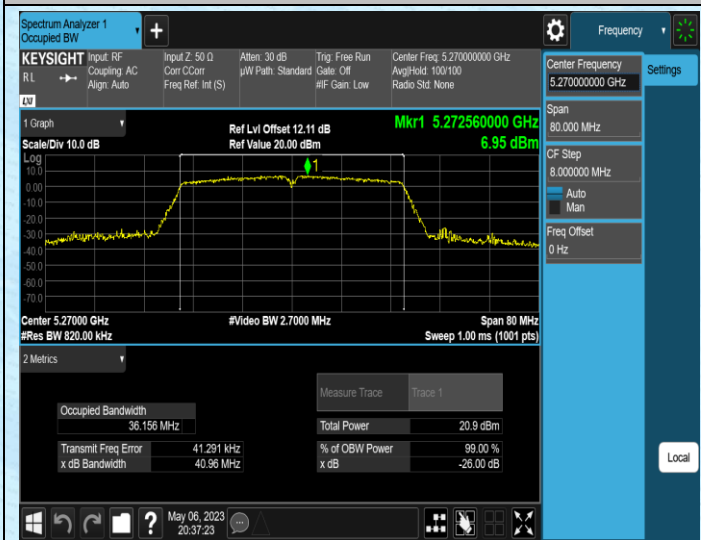 Spectrum Analyzer 1
Occupied BW
Frequency
KEYSIGHT
R L
LXI
Input: RF
Coupling: AC
Align: Auto
Input Z: 50 Ω
Corr CCorr
Freq Ref: Int (S)
Atten: 30 dB
µW Path: Standard
Trig: Free Run
Gate: Off
#IF Gain: Low
Center Freq: 5.270000000 GHz
Avg|Hold: 100/100
Radio Std: None
Center Frequency
5.270000000 GHz
Settings
Span
80.000 MHz
CF Step
8.000000 MHz
Auto
Man
Freq Offset
0 Hz
1 Graph
Scale/Div 10.0 dB
Ref Lvl Offset 12.11 dB
Ref Value 20.00 dBm
Mkr1 5.272560000 GHz
6.95 dBm
Log
10.0
0.00
-10.0
-20.0
-30.0
-40.0
-50.0
-60.0
-70.0
1
Center 5.27000 GHz
#Res BW 820.00 kHz
#Video BW 2.7000 MHz
Span 80 MHz
Sweep 1.00 ms (1001 pts)
2 Metrics
Measure Trace
Trace 1
Occupied Bandwidth
36.156 MHz
Total Power
20.9 dBm
Transmit Freq Error
41.291 kHz
% of OBW Power
99.00 %
x dB Bandwidth
40.96 MHz
x dB
-26.00 dB
Local
May 06, 2023
20:37:23